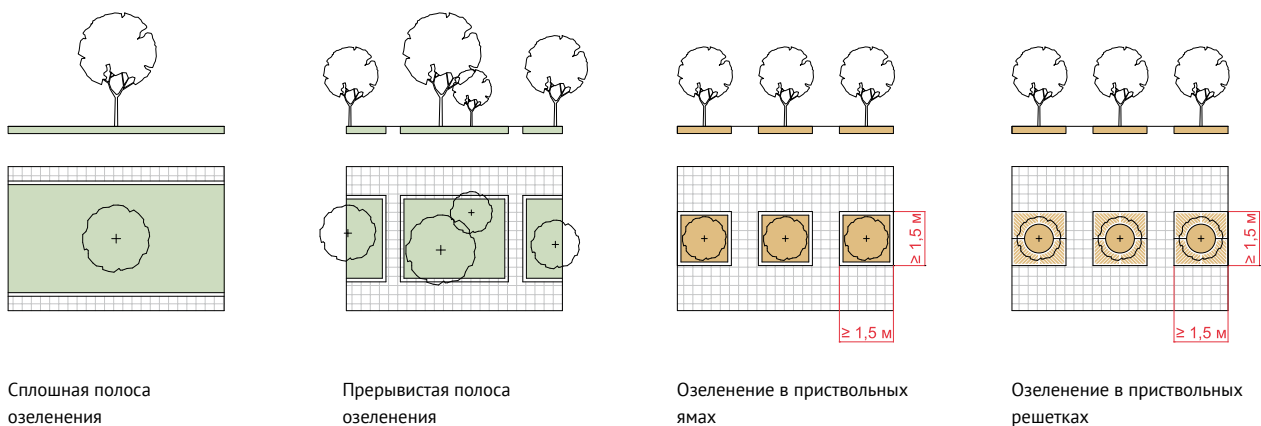 ≥ 1,5 м
≥ 1,5 м
≥ 1,5 м
≥ 1,5 м
Сплошная полоса
озеленения
Прерывистая полоса
озеленения
Озеленение в приствольных
ямах
Озеленение в приствольных
решетках